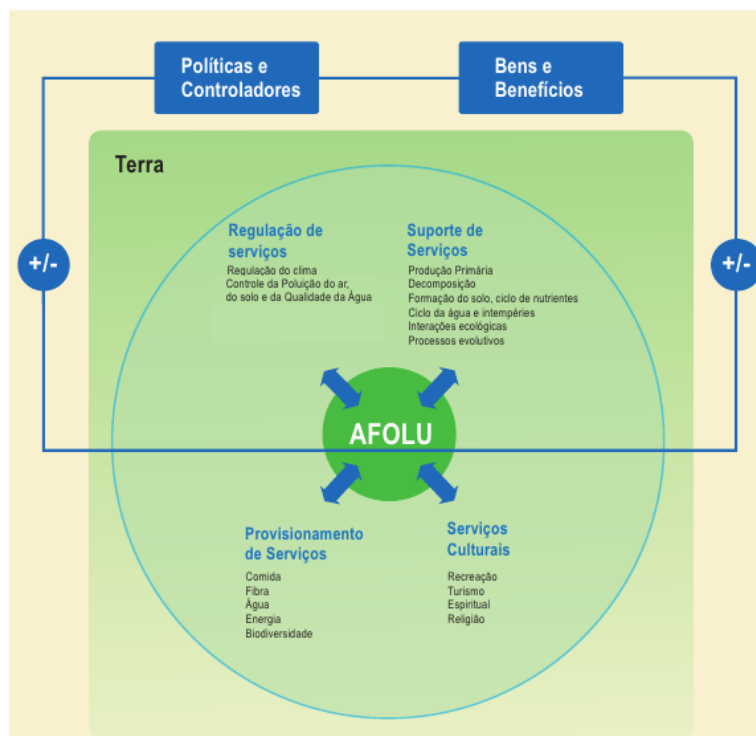 Políticas e
Controladores
Bens e
Benefícios
Terra
+/-
+/-
Regulação de
serviços
Regulação do clima
Controle da Poluição do ar,
do solo e da Qualidade da Àgua
Suporte de
Serviços
Produção Primária
Decomposição
Formação do solo, ciclo de nutrientes
Ciclo da água e intempéries
Interações ecológicas
Processos evolutivos
AFOLU
Provisionamento
de Serviços
Comida
Fibra
Àgua
Energia
Biodiversidade
Serviços
Culturais
Recreação
Turismo
Espiritual
Religião